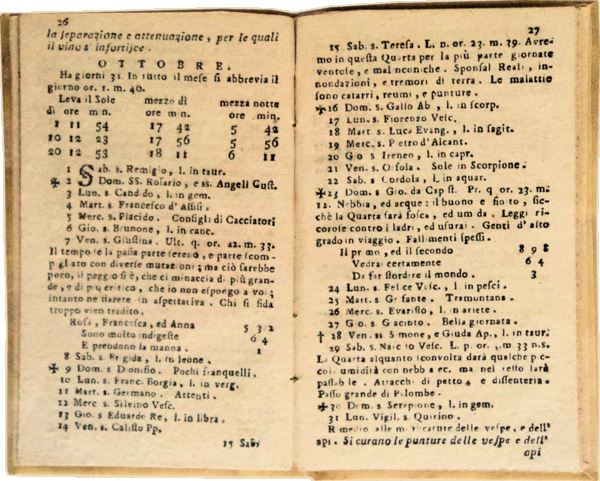 26
la separazione e attenuazione, per le quali
il vino s' infortisce.
OTTOBRE.
Ha giorni 31. In tutto il mese si abbrevia il
giorno or. 1. m. 40.
Leva il Sole mezzo di mezza notte
di ore min. ore min. ore min.
1 11 54 17 42 5 42
10 12 23 17 56 5 56
20 12 53 18 11 6 11
1 Sab. s. Remigio, l. in taur.
✠ 2 Dom. SS. Rosario, e ss. Angeli Cust.
3 Lun. s. Candido, l. in gem.
4 Mart. s. Francesco d'Assisi.
5 Merc. s. Placido. Consigli di Cacciatori
6 Gio. s. Brunone, l. in canc.
7 Ven. s. Giustina. Ult. q. or. 22. m. 33.
Il tempo e la passa parte sereno, e parte scom-
pigliato con diverse mutazioni; ma ciò sarebbe
poco, il peggio si è, che ci minaccia di più gran-
de, e di più critico, che io non espongo a voi;
intanto ne starete in aspettativa. Chi si fida
troppo vien tradito.
Rosa, Francesca, ed Anna 5 3 2
Sono molto indigeste 6 4
E prendono la manna. 1
8 Sab. s. Brigida, l. in leone.
✠ 9 Dom. s. Dionisio. Pochi franquelli.
10 Lun. s. Franc. Borgia, l. in verg.
11 Mart. s. Germano. Attenti.
12 Merc. s. Silvino Vesc.
13 Gio. s. Eduardo Re, l. in libra.
14 Ven. s. Calisto Pp.
15 Sab.
27
15 Sab. s. Teresa. L. n. or. 23. m. 39. Avre-
mo in questa Quarta per la più parte giornate
ventose, e malinconiche. Sponsali Reali, i-
nondazioni, e tremori di terra. Le malattie
sono catarri, reumi, e punture.
✠ 16 Dom. s. Gallo Ab, l. in scorp.
17 Lun. s. Fiorenzo Vesc.
18 Mart. s. Luca Evang., l. in sagit.
19 Merc. s. Pietro d'Alcant.
20 Gio. s. Ireneo, l. in capr.
21 Ven. s. Orsola. Sole in Scorpione.
22 Sab. s. Cordola, l. in aquar.
✠ 23 Dom. s. Gio. da Capist. Pr. q. or. 23. m.
12. Nebbia, ed acque: il buono e fiorito, sic-
chè la Quarta sarà fosca, ed umida. Leggi ri-
gorose contro i ladri, ed usurai. Genti d'alto
grado in viaggio. Fallimenti spessi.
Il primo, ed il secondo 8 9 8
Vedrai certamente 6 4
Da far stordire il mondo. 3
24 Lun. s. Felice Vesc., l. in pesci.
25 Mart. s. Grisante. Tramontana.
26 Merc. s. Evaristo, l. in ariete.
27 Gio. s. Giacinto. Bella giornata.
† 28 Ven. ss. Simone, e Giuda Ap., l. in taur.
29 Sab. s. Narciso Vesc. L. p. or. . m. 33 n. s.
La Quarta alquanto sconvolta darà qualche pic-
col umidità con nebbia ec. ma nel resto sarà
passabile. Attacchi di petto, e dissenteria.
Passo grande di Palombe.
✠ 30 Dom. s. Serapione, l. in gem.
31 Lun. Vigil. s. Quirino.
Rimedio alle morsicature delle vespe, e dell'
api. Si curano le punture delle vespe e dell'
api